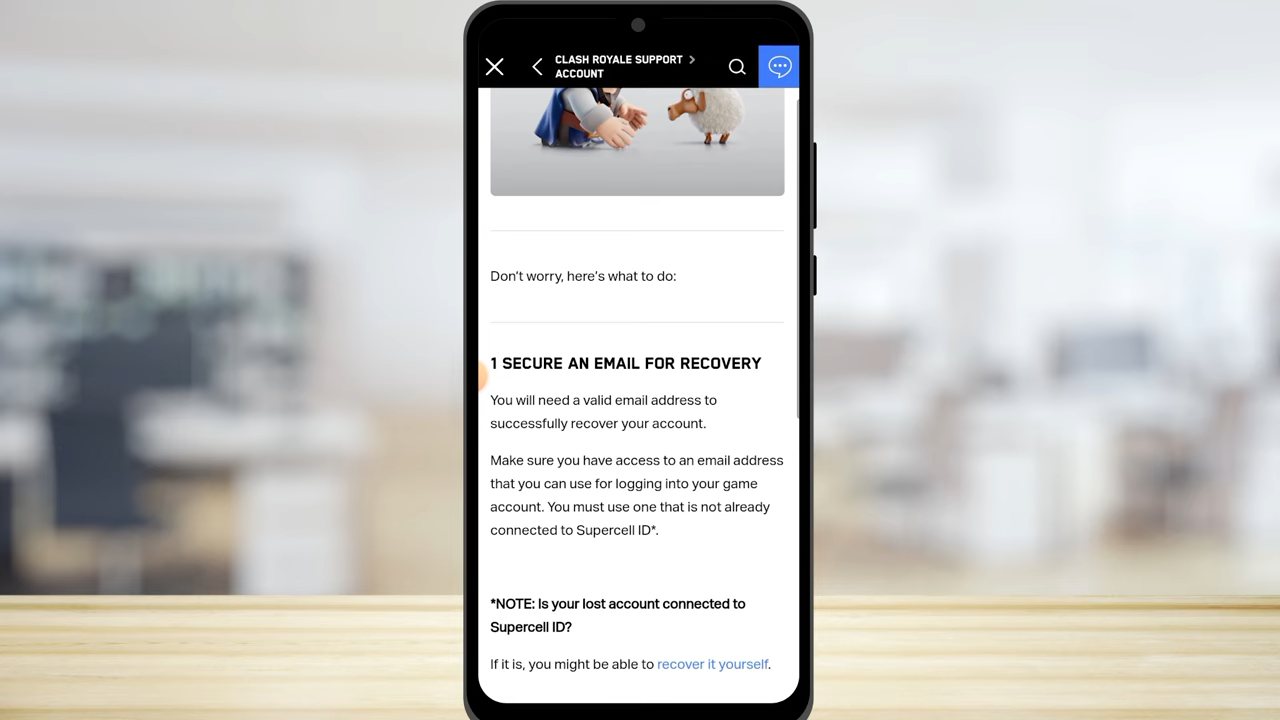 CLASH ROYALE SUPPORT >
ACCOUNT
Don't worry, here's what to do:
1 SECURE AN EMAIL FOR RECOVERY
You will need a valid email address to
successfully recover your account.
Make sure you have access to an email address
that you can use for logging into your game
account. You must use one that is not already
connected to Supercell ID*.
*NOTE: Is your lost account connected to
Supercell ID?
If it is, you might be able to recover it yourself.